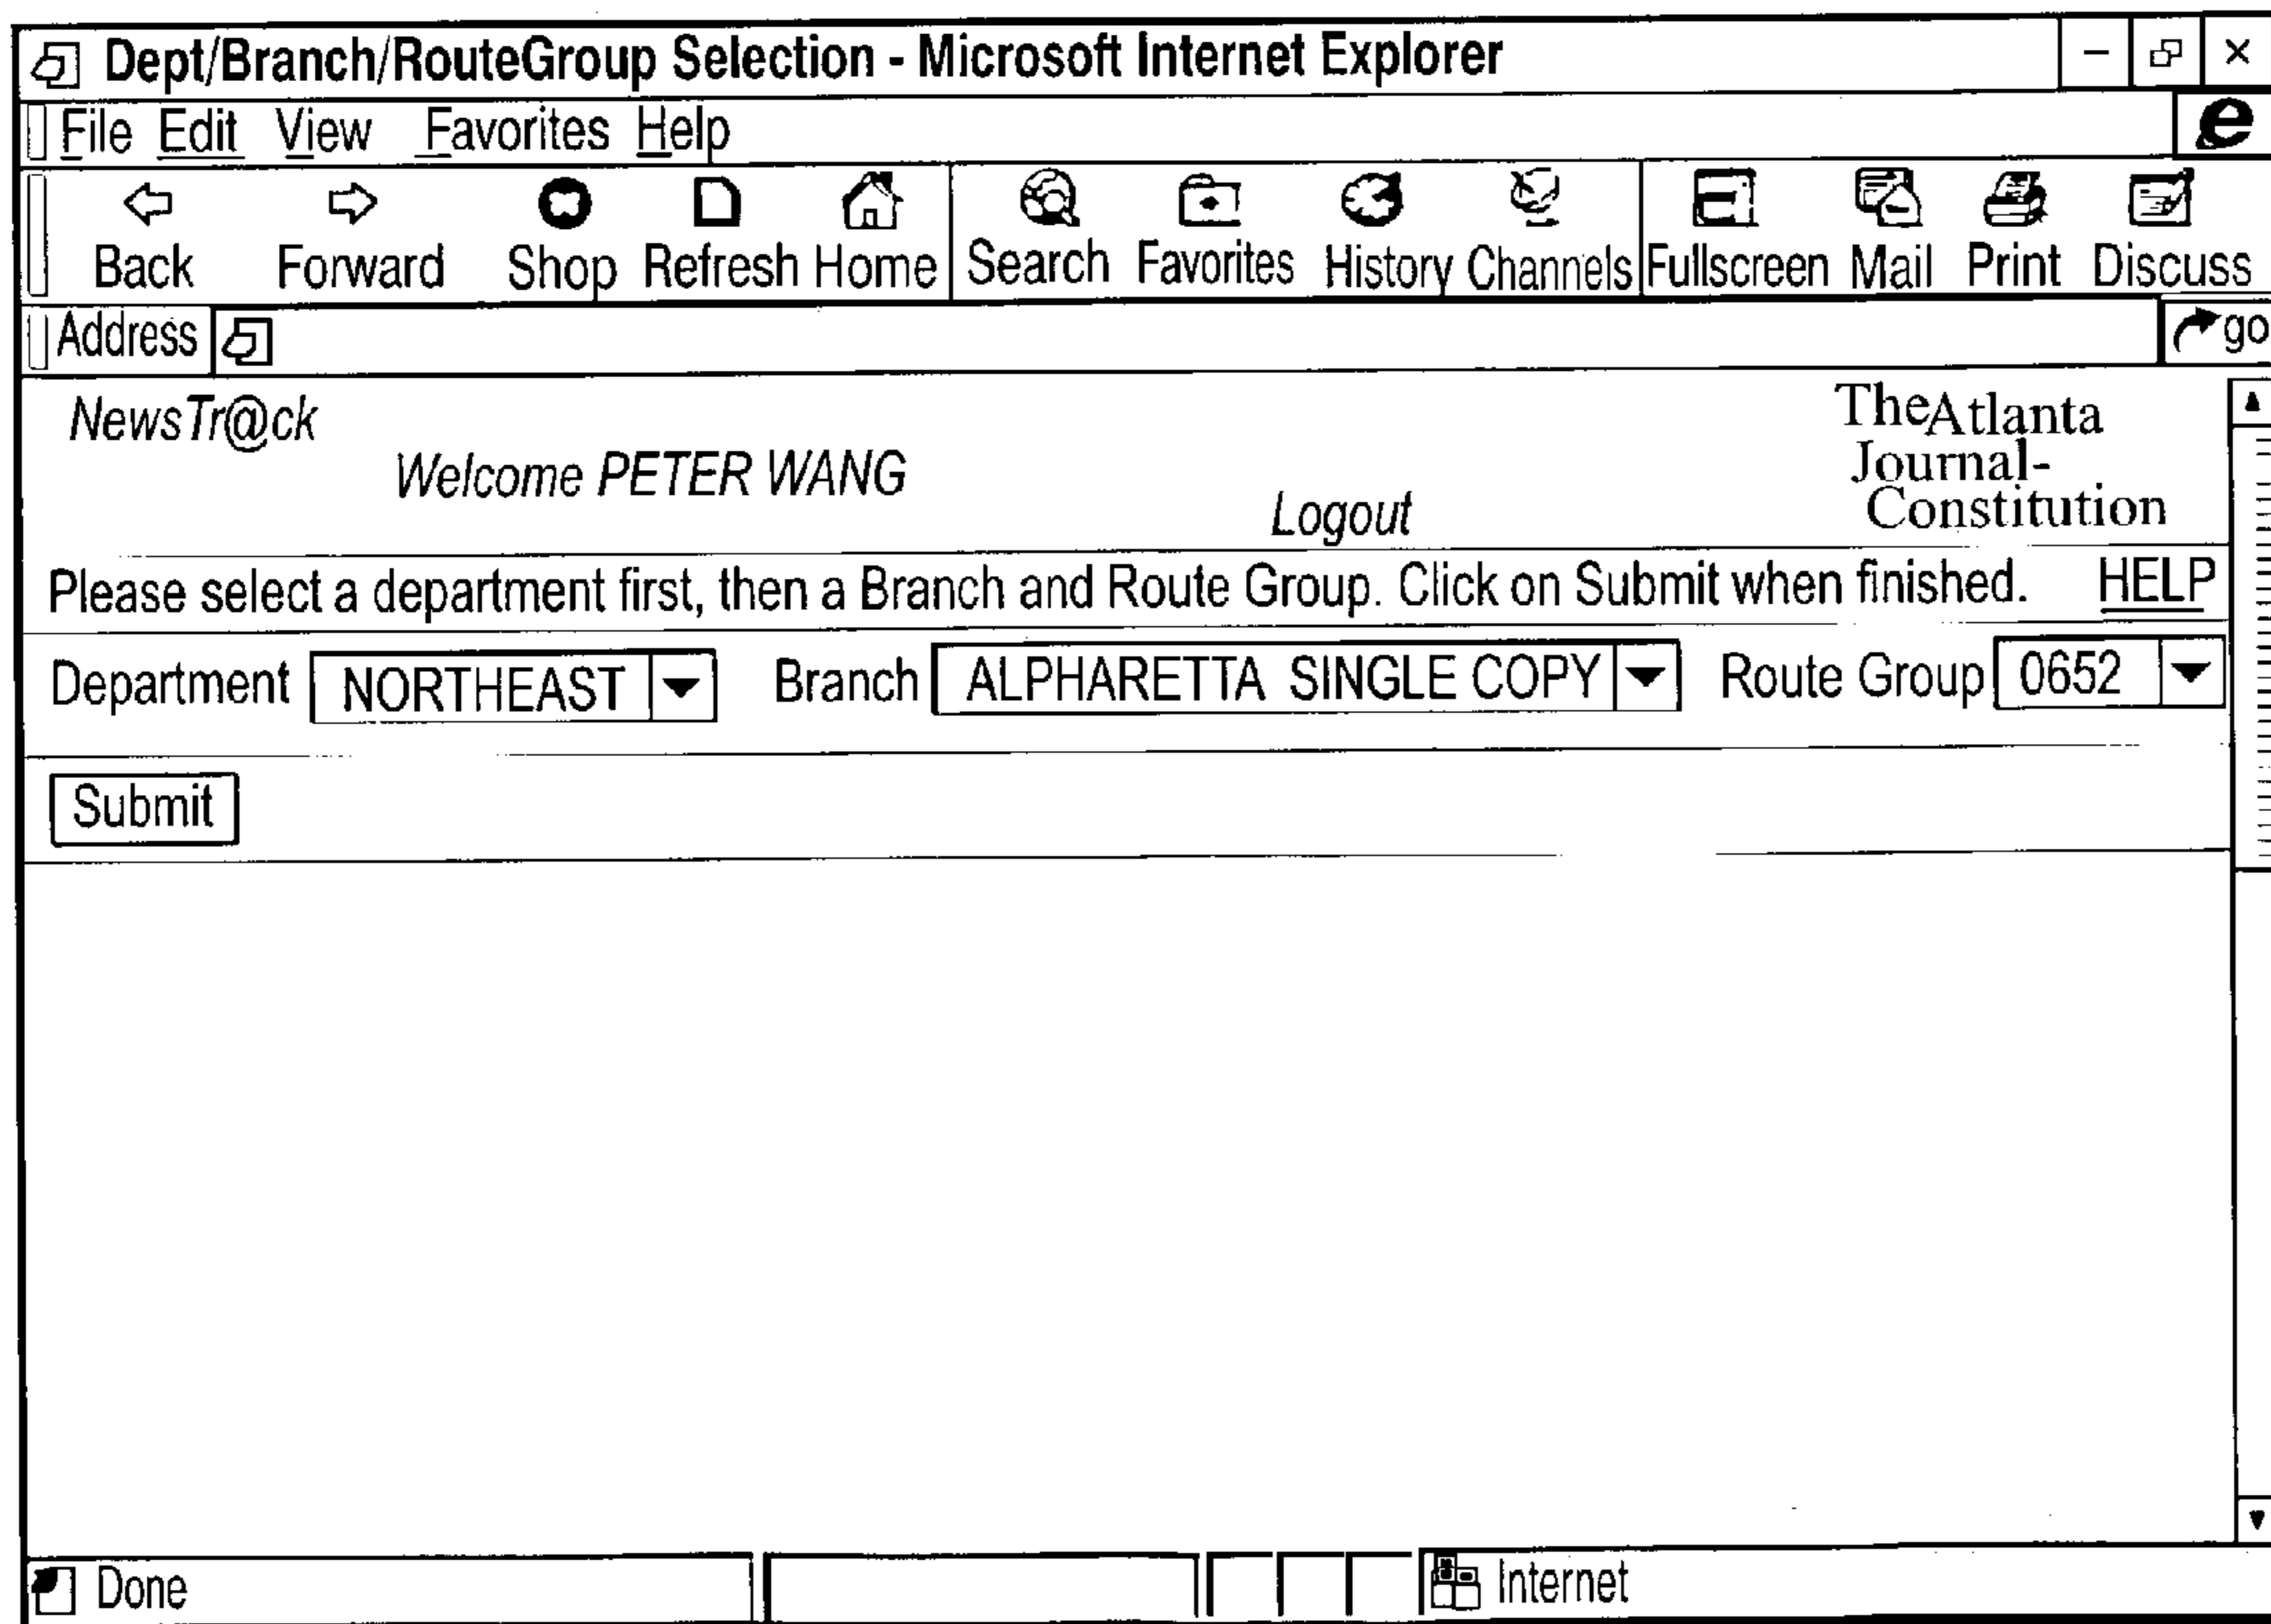 Dept/Branch/RouteGroup Selection - Microsoft Internet Explorer
File Edit View Favorites Help
Back Forward Shop Refresh Home Search Favorites History Channels Fullscreen Mail Print Discuss
Address go
NewsTr@ck
Welcome PETER WANG
Logout
The Atlanta
Journal-
Constitution
Please select a department first, then a Branch and Route Group. Click on Submit when finished. HELP
Department NORTHEAST Branch ALPHARETTA SINGLE COPY Route Group 0652
Submit
Done Internet